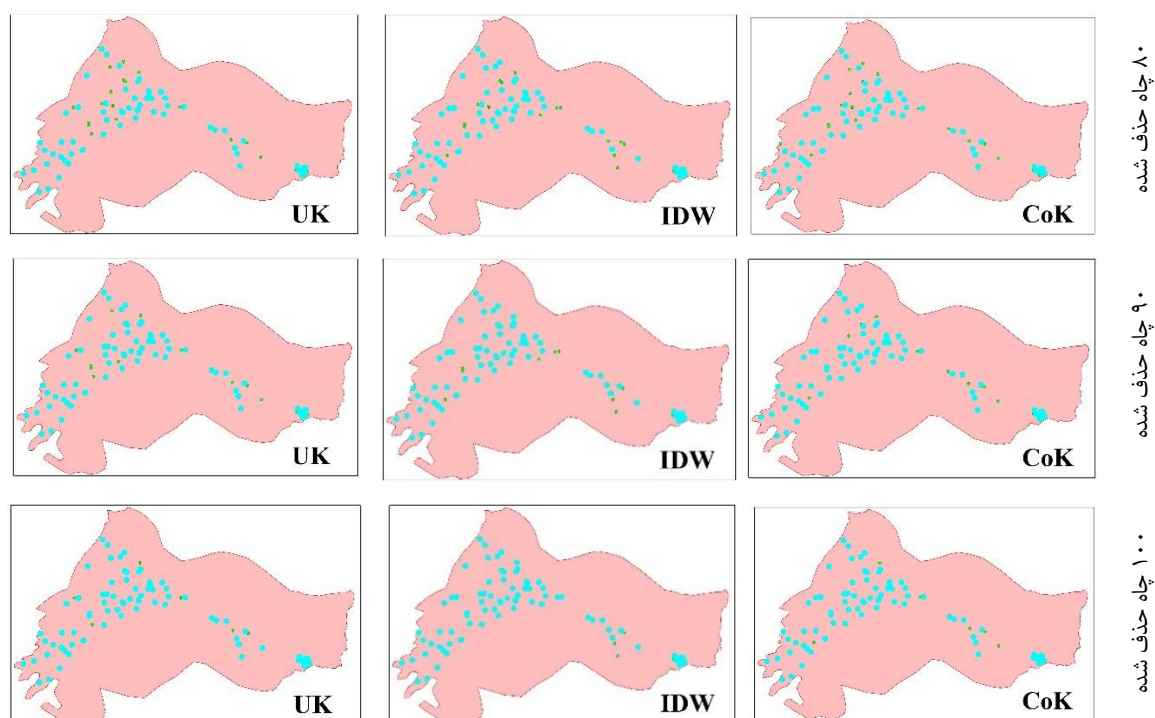 UK
IDW
CoK
۸۰ چاه حذف شده
UK
IDW
CoK
۹۰ چاه حذف شده
UK
IDW
CoK
۱۰۰ چاه حذف شده